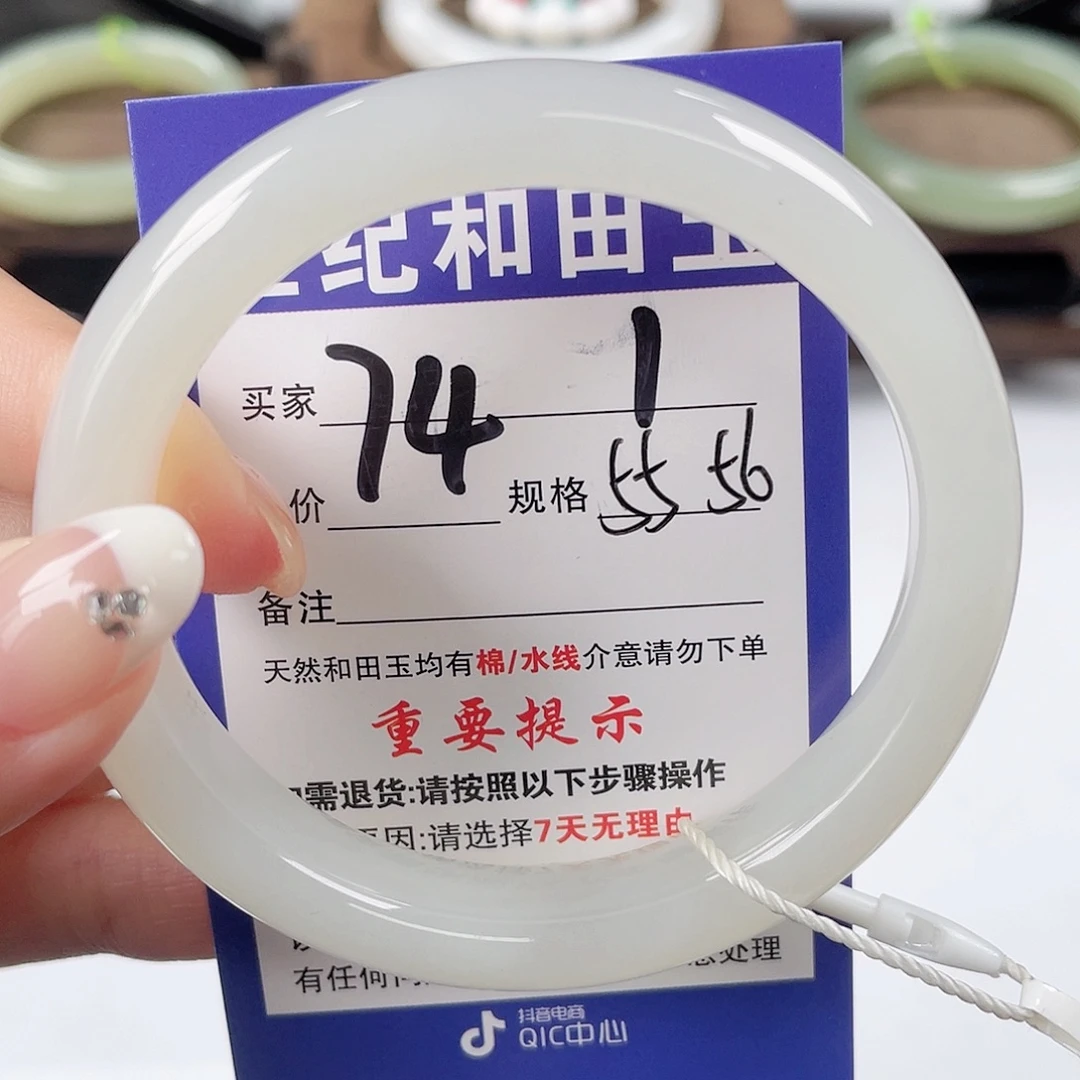 纪和田玉
买家 74 1
价 规格 55 56
备注
天然和田玉均有棉/水线介意请勿下单
重要提示
需退货:请按照以下步骤操作
因:请选择7天无理由
有任何 处理
抖音电商
QIC中心